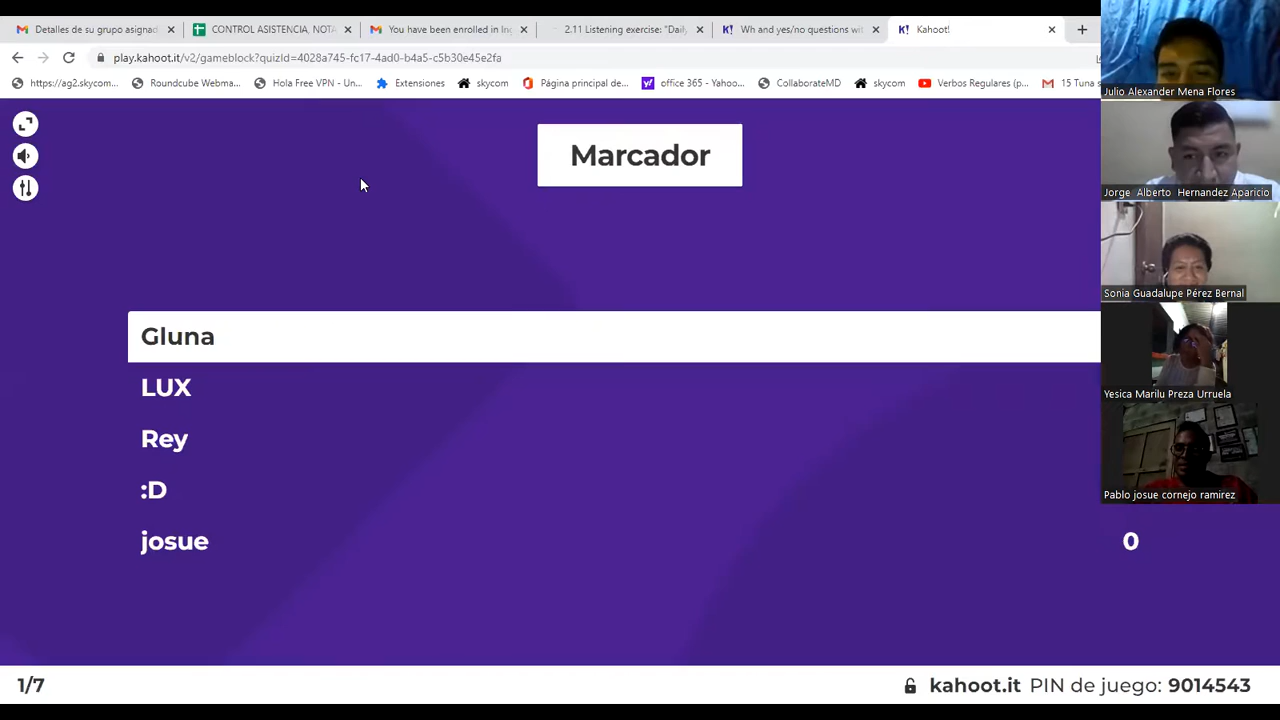 Detalles de su grupo asignad
CONTROL ASISTENCIA, NOTA
You have been enrolled in Ing
2.11 Listening exercise: "Daily
Wh and yes/no questions wit
Kahoot!
play.kahoot.it/v2/gameblock?quizId=4028a745-fc17-4ad0-b4a5-c5b30e45e2fa
https://ag2.skycom...
Roundcube Webma...
Hola Free VPN - Un...
Extensiones
skycom
Página principal de...
office 365 - Yahoo...
CollaborateMD
skycom
Verbos Regulares (p...
15 Tuna s
Marcador
Gluna
LUX
Rey
:D
josue
0
1/7
kahoot.it PIN de juego: 9014543
Julio Alexander Mena Flores
Jorge Alberto Hernandez Aparicio
Sonia Guadalupe Pérez Bernal
Yesica Marilu Preza Urruela
Pablo josue cornejo ramirez